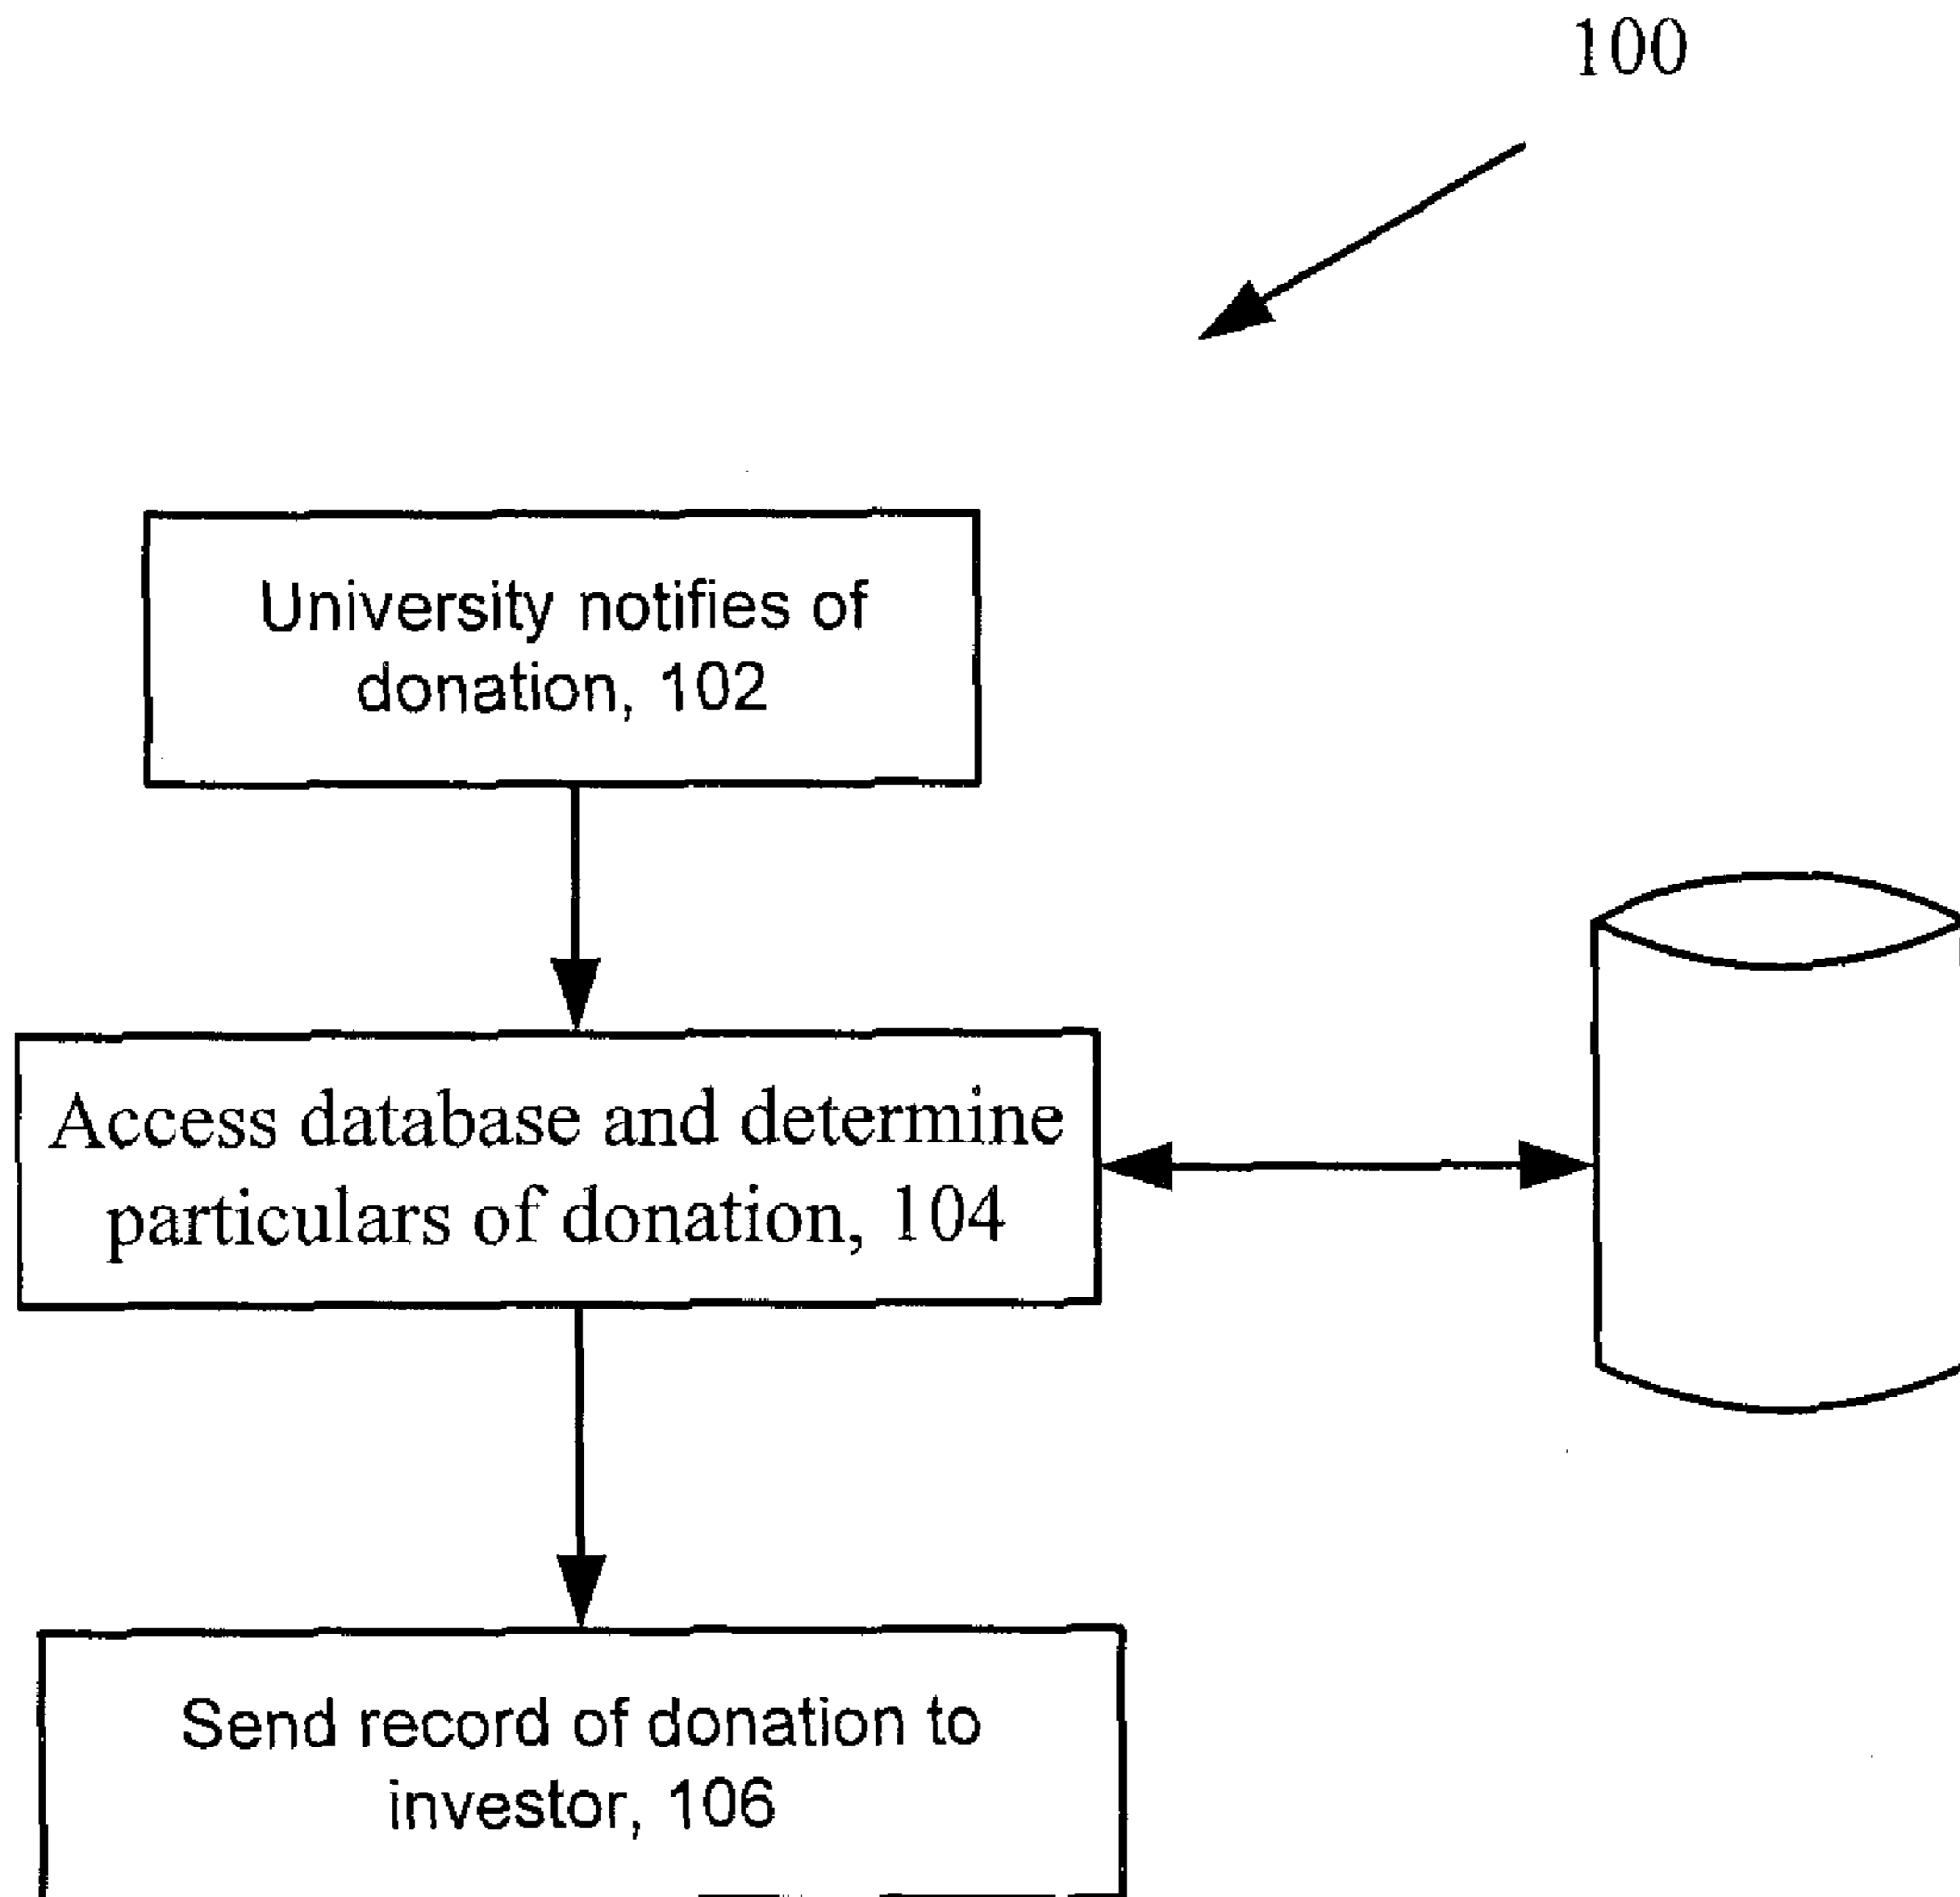 100
University notifies of
donation, 102
Access database and determine
particulars of donation, 104
Send record of donation to
investor, 106